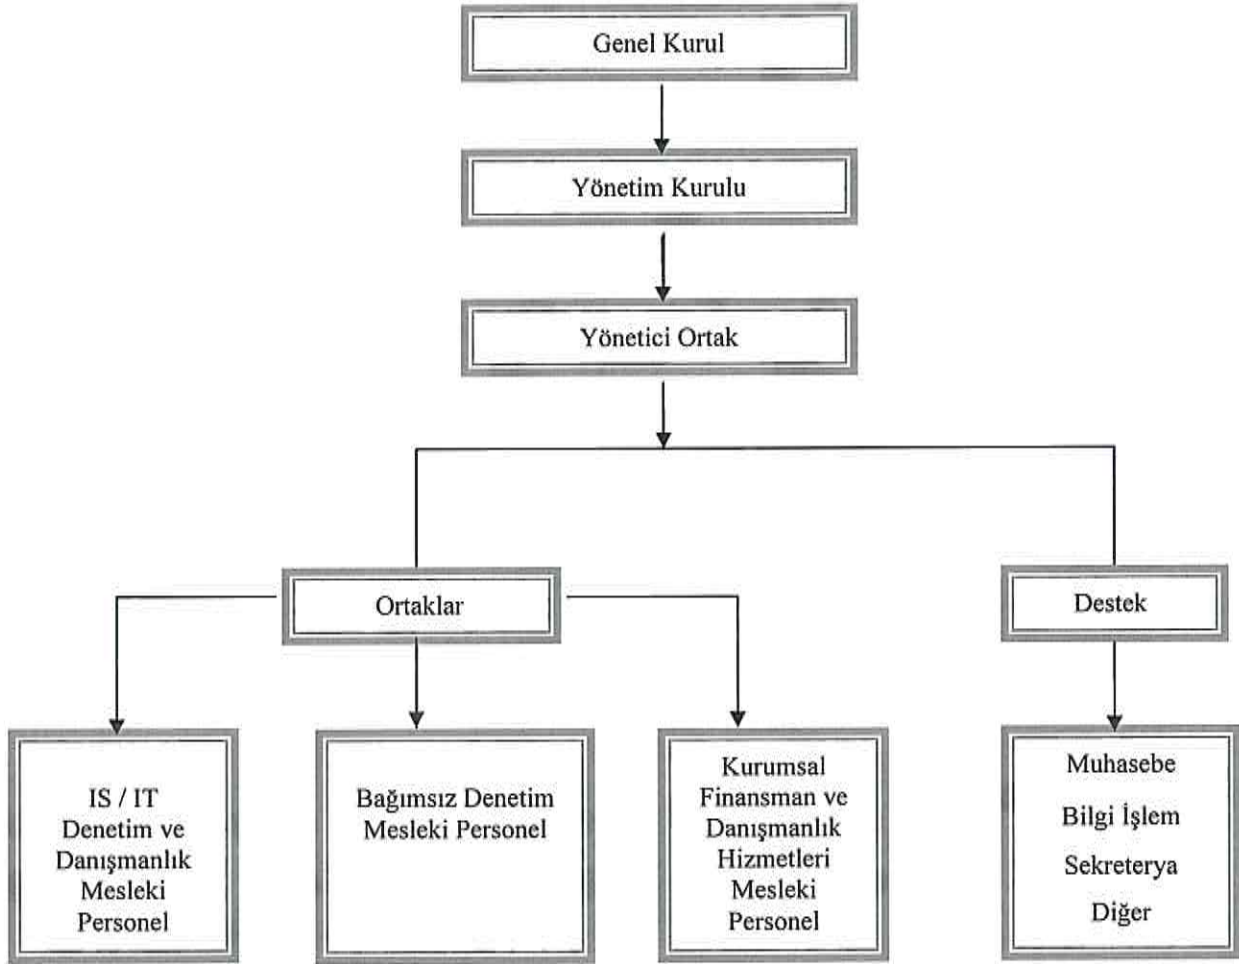 Genel Kurul
Yönetim Kurulu
Yönetici Ortak
Ortaklar
Destek
IS / IT
Denetim ve
Danışmanlık
Mesleki
Personel
Bağımsız Denetim
Mesleki Personel
Kurumsal
Finansman ve
Danışmanlık
Hizmetleri
Mesleki
Personel
Muhasebe
Bilgi İşlem
Sekreterya
Diğer